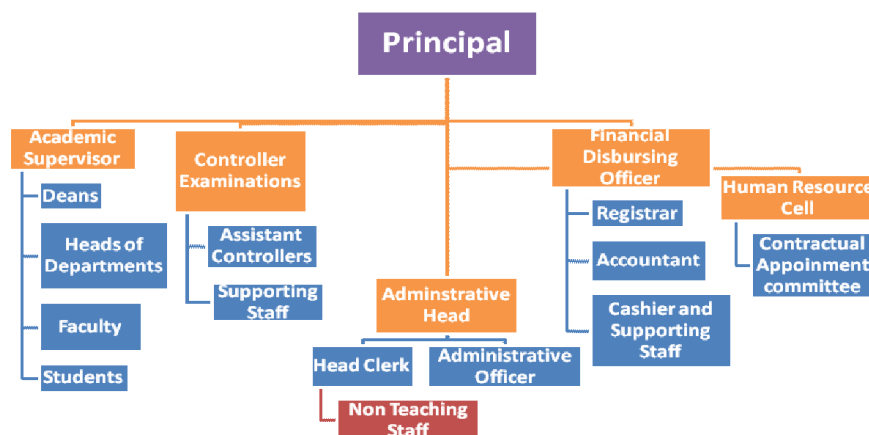 Principal
Academic
Supervisor
Deans
Heads of
Departments
Faculty
Students
Controller
Examinations
Assistant
Controllers
Supporting
Staff
Adminstrative
Head
Head Clerk
Non Teaching
Staff
Administrative
Officer
Financial
Disbursing
Officer
Registrar
Accountant
Cashier and
Supporting
Staff
Human Resource
Cell
Contractual
Appoinment
committee